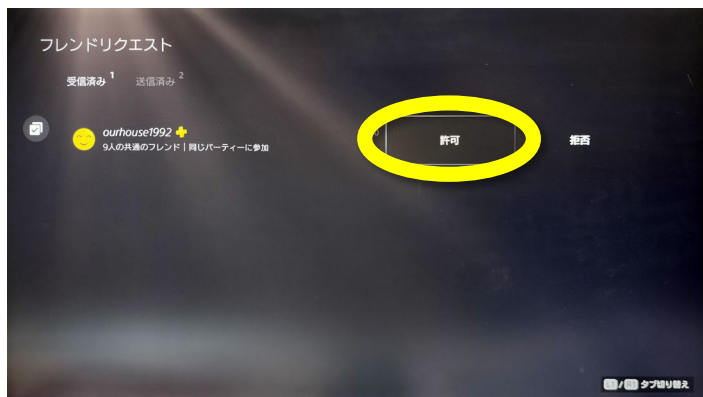 フレンドリクエスト
受信済み 1 送信済み 2
ourhouse1992
許可
拒否
9人の共通のフレンド | 同じパーティーに参加
/ タブ切り替え